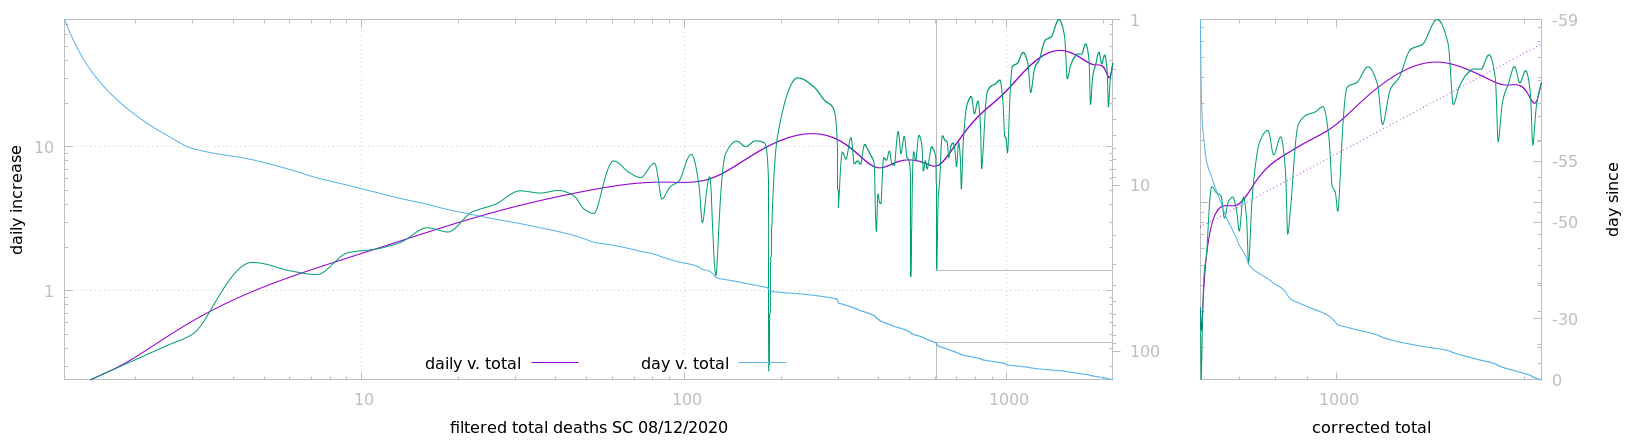 1
-59
10
daily increase
-55
day since
10
-50
1
-30
daily v. total
day v. total
100
0
10
100
1000
1000
filtered total deaths SC 08/12/2020
corrected total